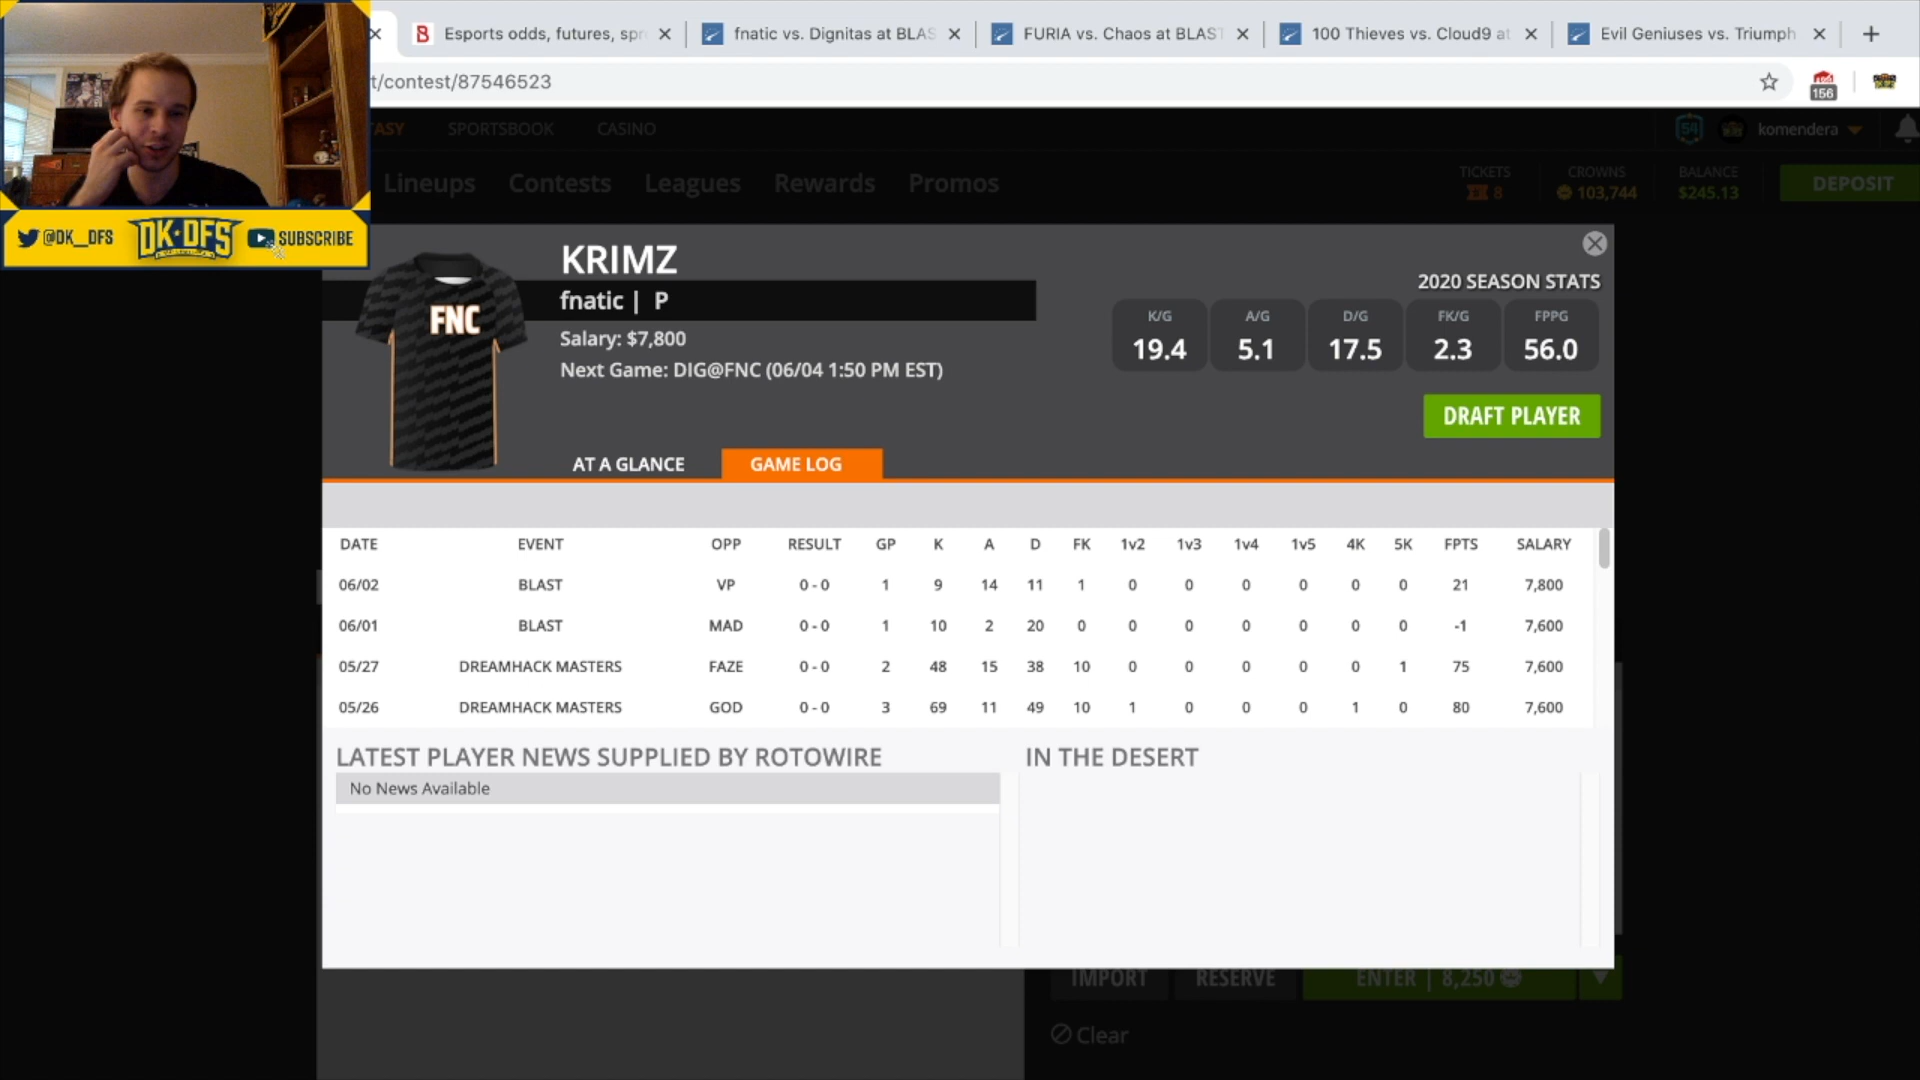 Esports odds, futures, spr
fnatic vs. Dignitas at BLAS
FURIA vs. Chaos at BLAST
100 Thieves vs. Cloud9 at
Evil Geniuses vs. Triumph
t/contest/87546523
156
ASY SPORTSBOOK CASINO
54 komendera
Lineups Contests Leagues Rewards Promos
TICKETS CROWNS BALANCE
8 103,744 $245.13
DEPOSIT
@DK__DFS DK★DFS SUBSCRIBE
FNC
KRIMZ
fnatic | P
Salary: $7,800
Next Game: DIG@FNC (06/04 1:50 PM EST)
2020 SEASON STATS
K/G A/G D/G FK/G FPPG
19.4 5.1 17.5 2.3 56.0
DRAFT PLAYER
AT A GLANCE GAME LOG
DATE EVENT OPP RESULT GP K A D FK 1v2 1v3 1v4 1v5 4K 5K FPTS SALARY
06/02 BLAST VP 0 - 0 1 9 14 11 1 0 0 0 0 0 0 21 7,800
06/01 BLAST MAD 0 - 0 1 10 2 20 0 0 0 0 0 0 0 -1 7,600
05/27 DREAMHACK MASTERS FAZE 0 - 0 2 48 15 38 10 0 0 0 0 0 1 75 7,600
05/26 DREAMHACK MASTERS GOD 0 - 0 3 69 11 49 10 1 0 0 0 1 0 80 7,600
LATEST PLAYER NEWS SUPPLIED BY ROTOWIRE
No News Available
IN THE DESERT
IMPORT RESERVE ENTER | 8,250
Clear